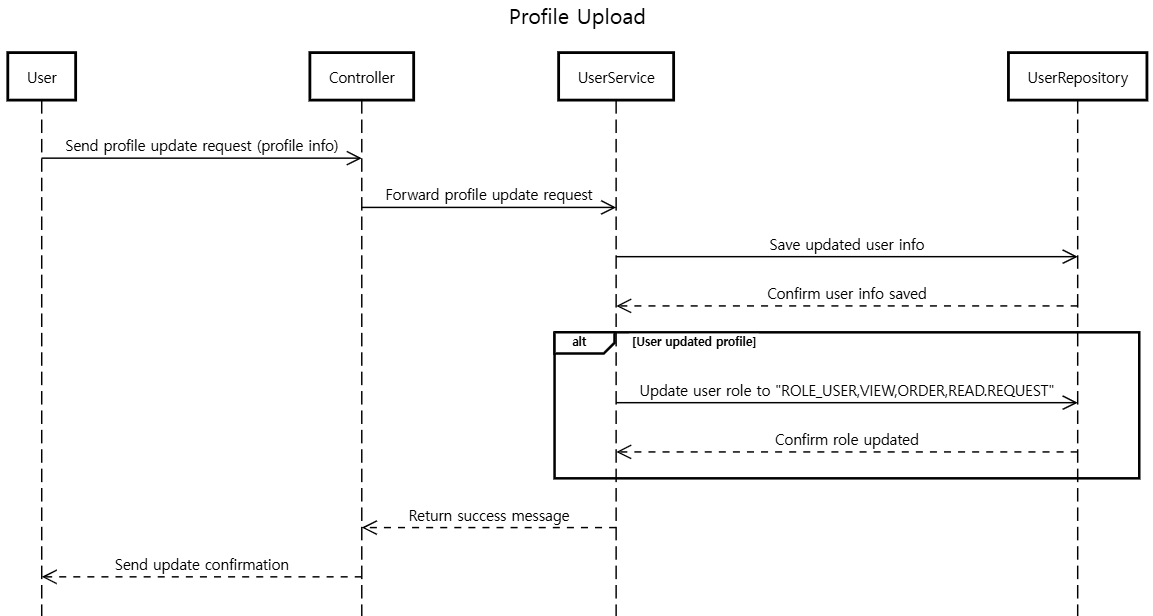 Profile Upload
User
Controller
UserService
UserRepository
Send profile update request (profile info)
Forward profile update request
Save updated user info
Confirm user info saved
alt
[User updated profile]
Update user role to "ROLE_USER,VIEW,ORDER,READ.REQUEST"
Confirm role updated
Return success message
Send update confirmation